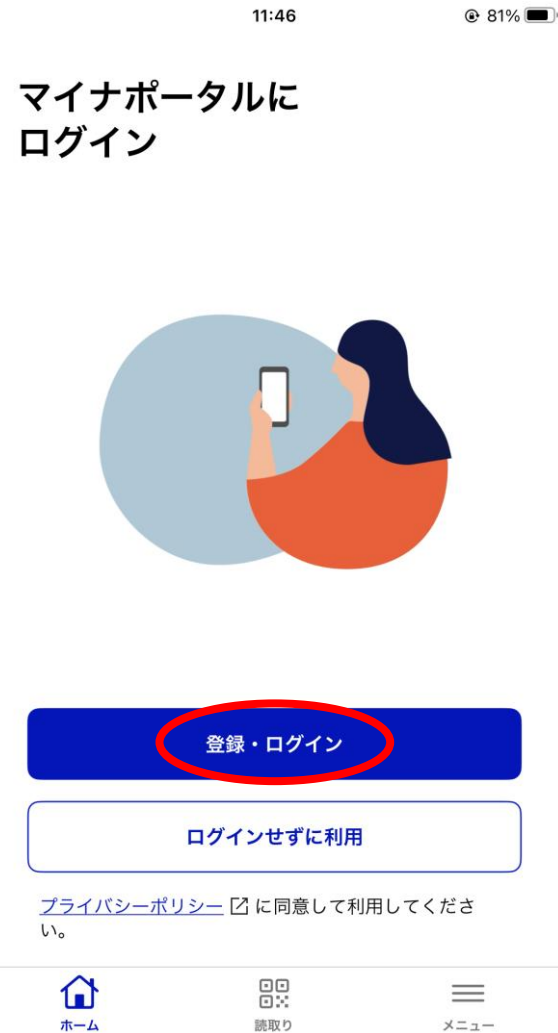 11:46 81%
マイナポータルに
ログイン
登録・ログイン
ログインせずに利用
プライバシーポリシー に同意して利用してくださ
い。
ホーム 読取り メニュー